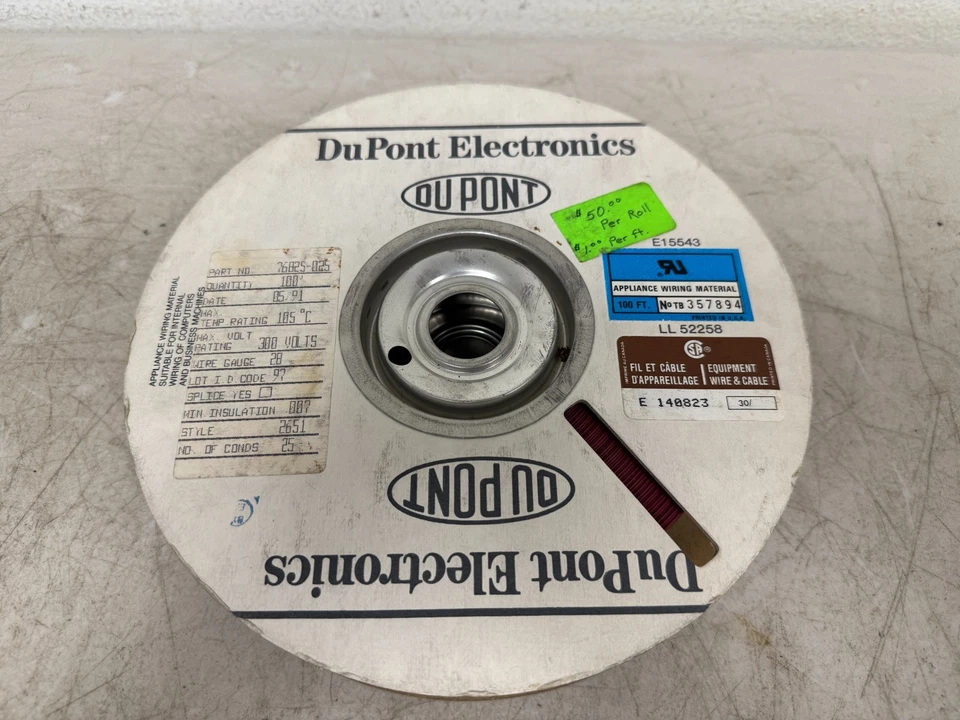 DuPont Electronics
DU PONT
$50.00
Per Roll
$1.00 Per ft.
E15543
RU
APPLIANCE WIRING MATERIAL
100 FT. No TB 357894
PRINTED IN U.S.A.
LL 52258
SP
FIL ET CÂBLE
D'APPAREILLAGE
EQUIPMENT
WIRE & CABLE
E 140823 30/
APPLIANCE WIRING MATERIAL
SUITABLE FOR INTERNAL
WIRING OF COMPUTERS
AND BUSINESS MACHINES
PART NO. 76825-025
QUANTITY 100'
DATE 05/91
MAX
TEMP RATING 105°C
MAX VOLT
RATING 300 VOLTS
WIRE GAUGE 28
LOT I D CODE 97
SPLICE YES
MIN INSULATION 007
STYLE 2651
NO. OF CONDS 25
DU PONT
DuPont Electronics